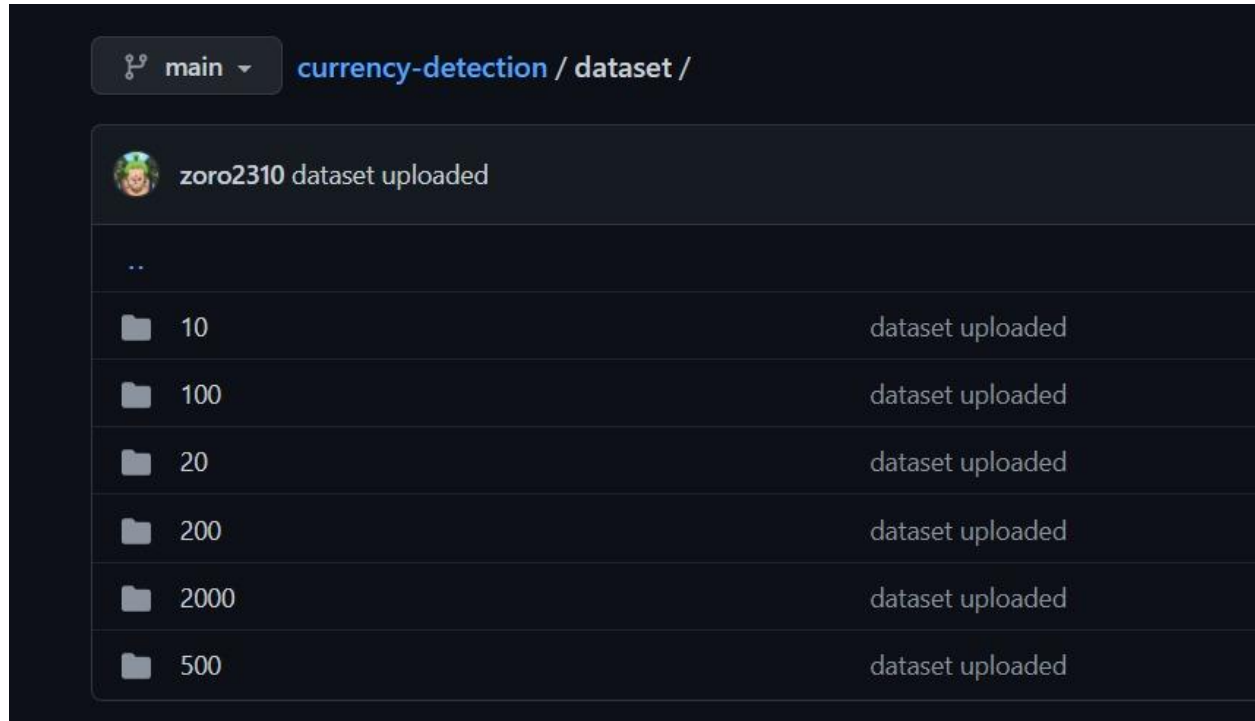 main currency-detection / dataset /
zoro2310 dataset uploaded
..
10 dataset uploaded
100 dataset uploaded
20 dataset uploaded
200 dataset uploaded
2000 dataset uploaded
500 dataset uploaded